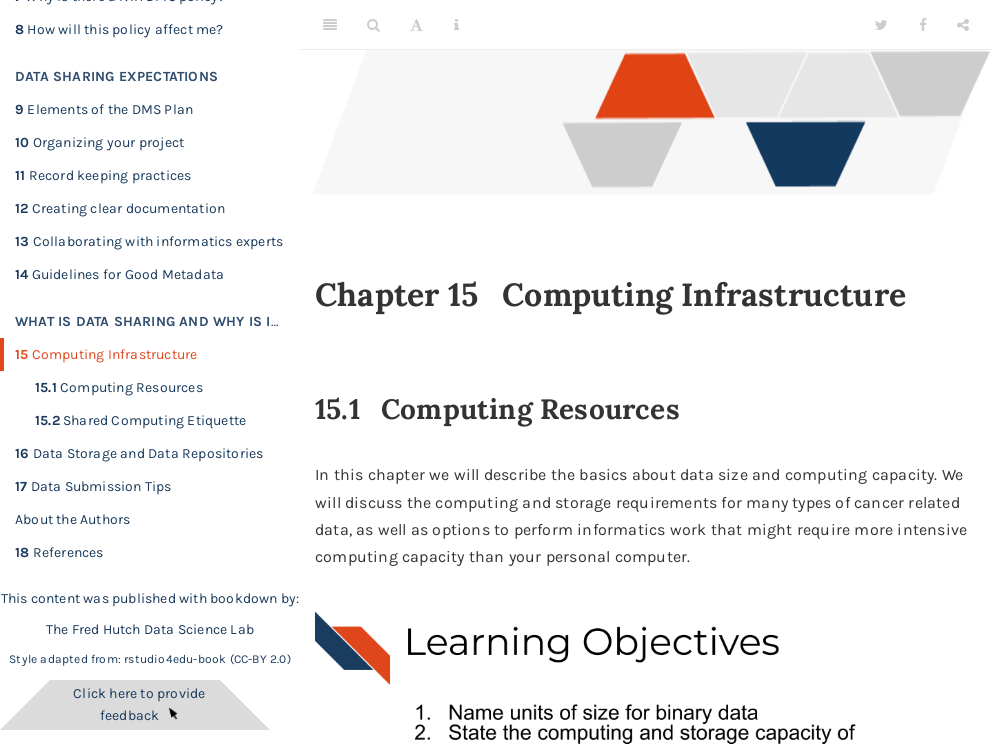 8 How will this policy affect me?
DATA SHARING EXPECTATIONS
9 Elements of the DMS Plan
10 Organizing your project
11 Record keeping practices
12 Creating clear documentation
13 Collaborating with informatics experts
14 Guidelines for Good Metadata
WHAT IS DATA SHARING AND WHY IS I…
15 Computing Infrastructure
15.1 Computing Resources
15.2 Shared Computing Etiquette
16 Data Storage and Data Repositories
17 Data Submission Tips
About the Authors
18 References
This content was published with bookdown by:
The Fred Hutch Data Science Lab
Style adapted from: rstudio4edu-book (CC-BY 2.0)
Click here to provide
feedback
Chapter 15 Computing Infrastructure
15.1 Computing Resources
In this chapter we will describe the basics about data size and computing capacity. We
will discuss the computing and storage requirements for many types of cancer related
data, as well as options to perform informatics work that might require more intensive
computing capacity than your personal computer.
Learning Objectives
1. Name units of size for binary data
2. State the computing and storage capacity of